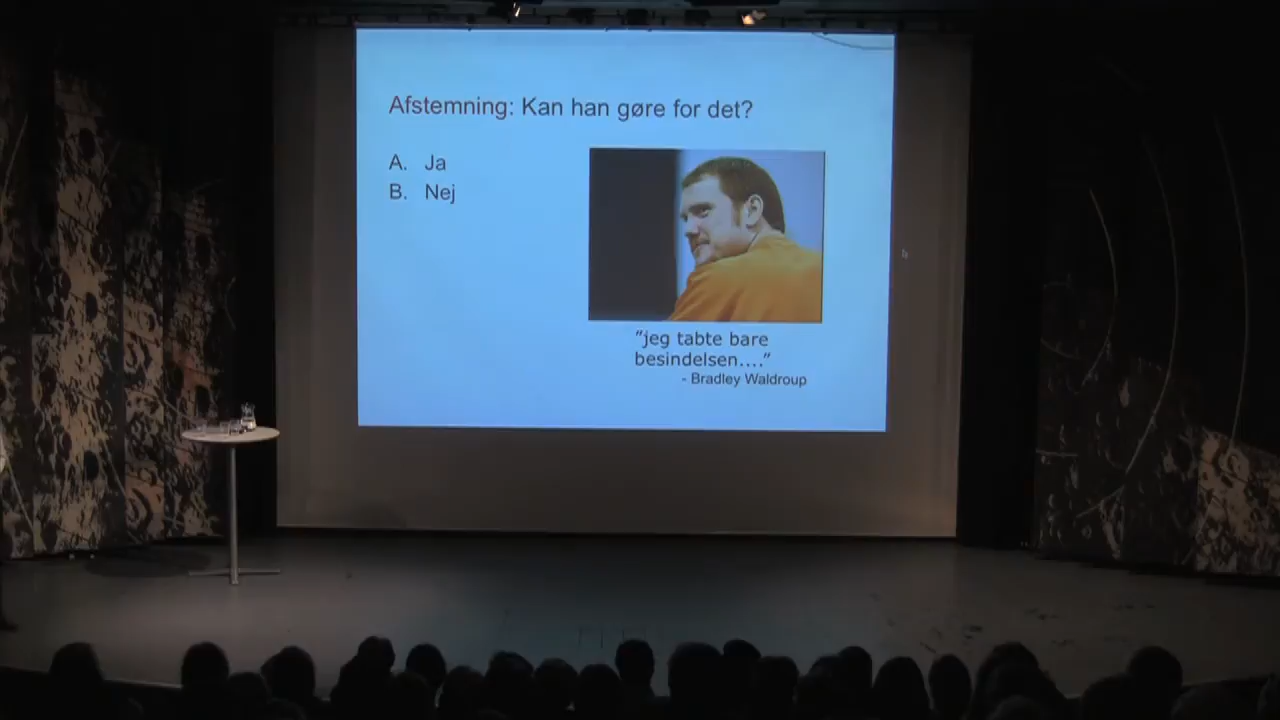 Afstemning: Kan han gøre for det?
A. Ja
B. Nej
"jeg tabte bare
besindelsen...."
- Bradley Waldroup